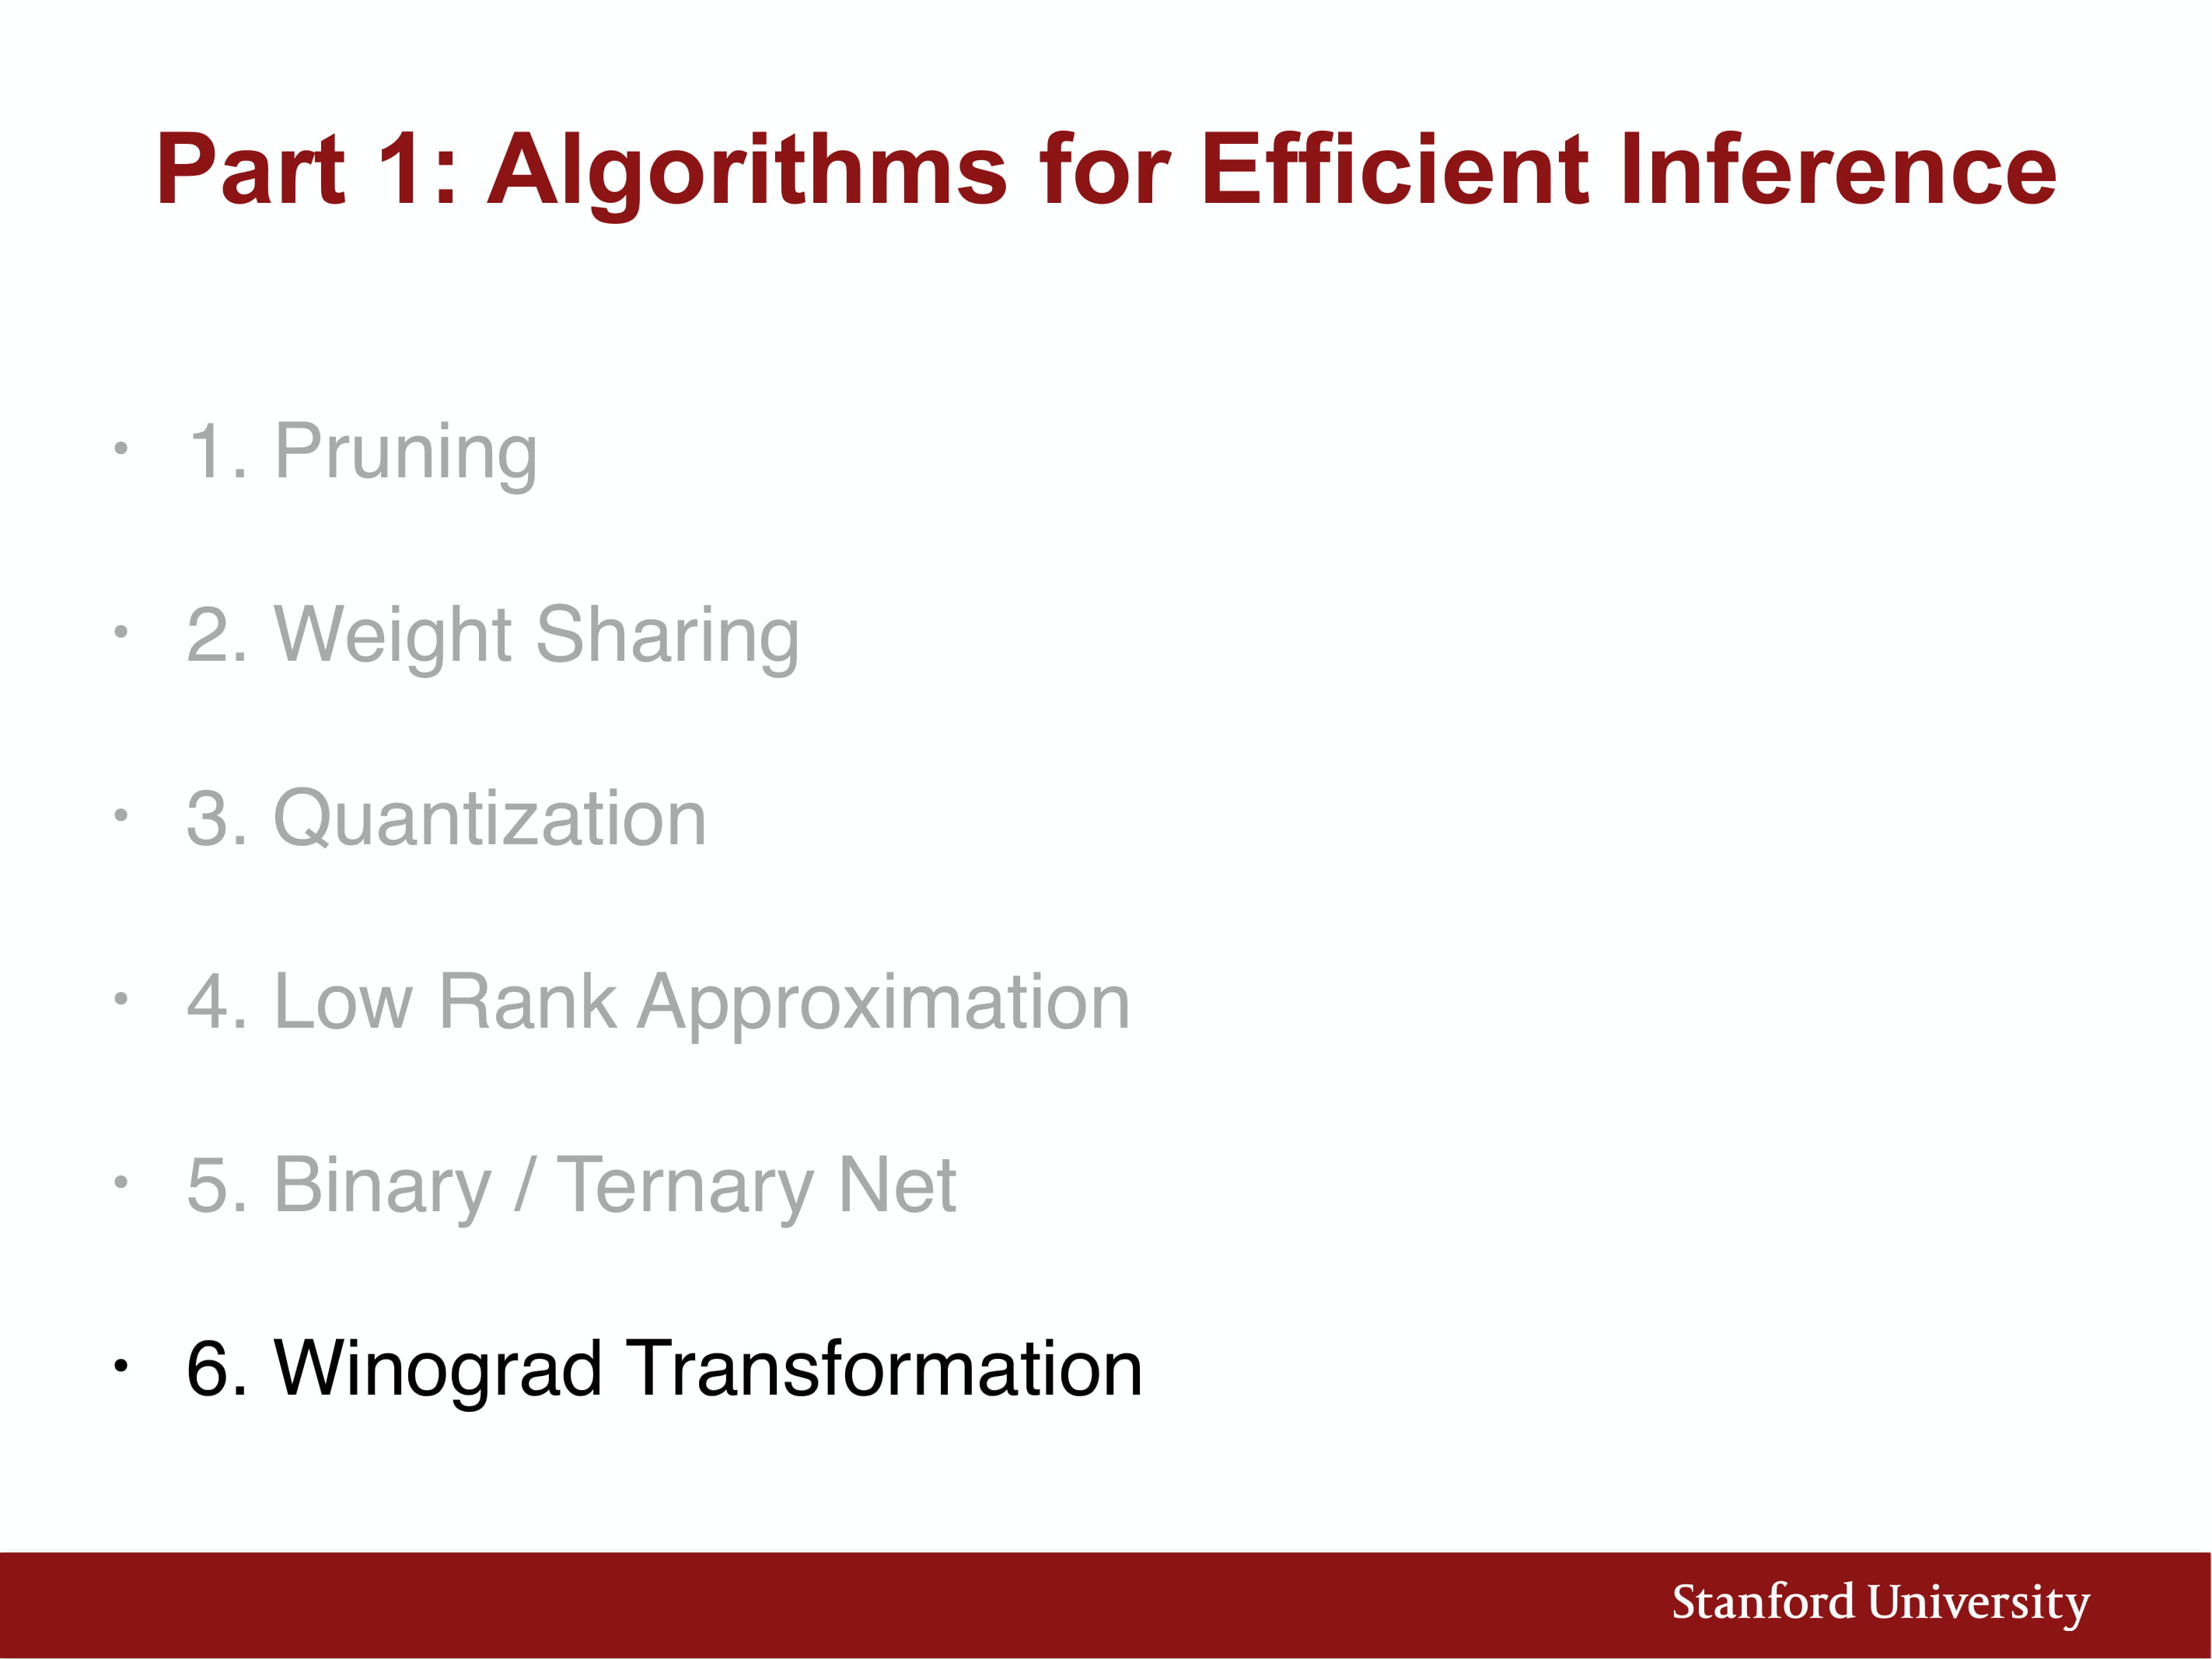 Part 1: Algorithms for Efficient Inference
• 1. Pruning
• 2. Weight Sharing
• 3. Quantization
• 4. Low Rank Approximation
• 5. Binary / Ternary Net
• 6. Winograd Transformation
Stanford University